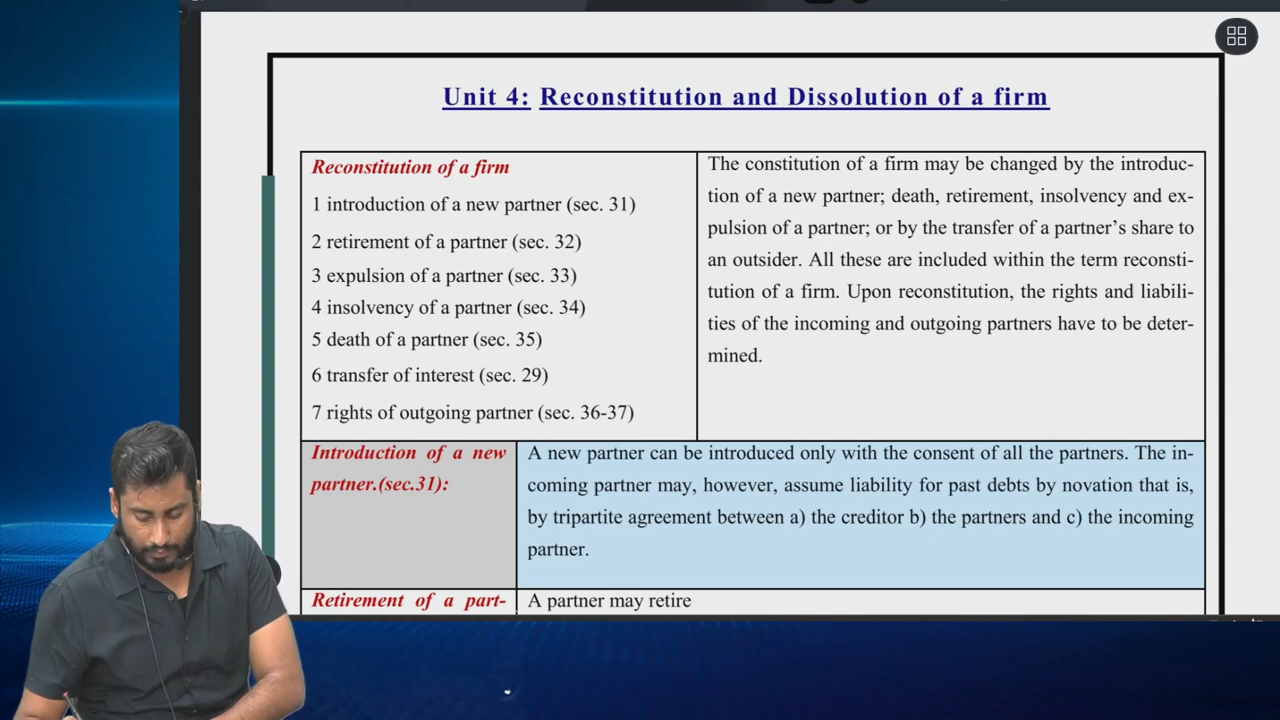 Unit 4: Reconstitution and Dissolution of a firm
Reconstitution of a firm
1 introduction of a new partner (sec. 31)
2 retirement of a partner (sec. 32)
3 expulsion of a partner (sec. 33)
4 insolvency of a partner (sec. 34)
5 death of a partner (sec. 35)
6 transfer of interest (sec. 29)
7 rights of outgoing partner (sec. 36-37)
The constitution of a firm may be changed by the introduc-
tion of a new partner; death, retirement, insolvency and ex-
pulsion of a partner; or by the transfer of a partner’s share to
an outsider. All these are included within the term reconsti-
tution of a firm. Upon reconstitution, the rights and liabili-
ties of the incoming and outgoing partners have to be deter-
mined.
Introduction of a new
partner.(sec.31):
A new partner can be introduced only with the consent of all the partners. The in-
coming partner may, however, assume liability for past debts by novation that is,
by tripartite agreement between a) the creditor b) the partners and c) the incoming
partner.
Retirement of a part-
A partner may retire